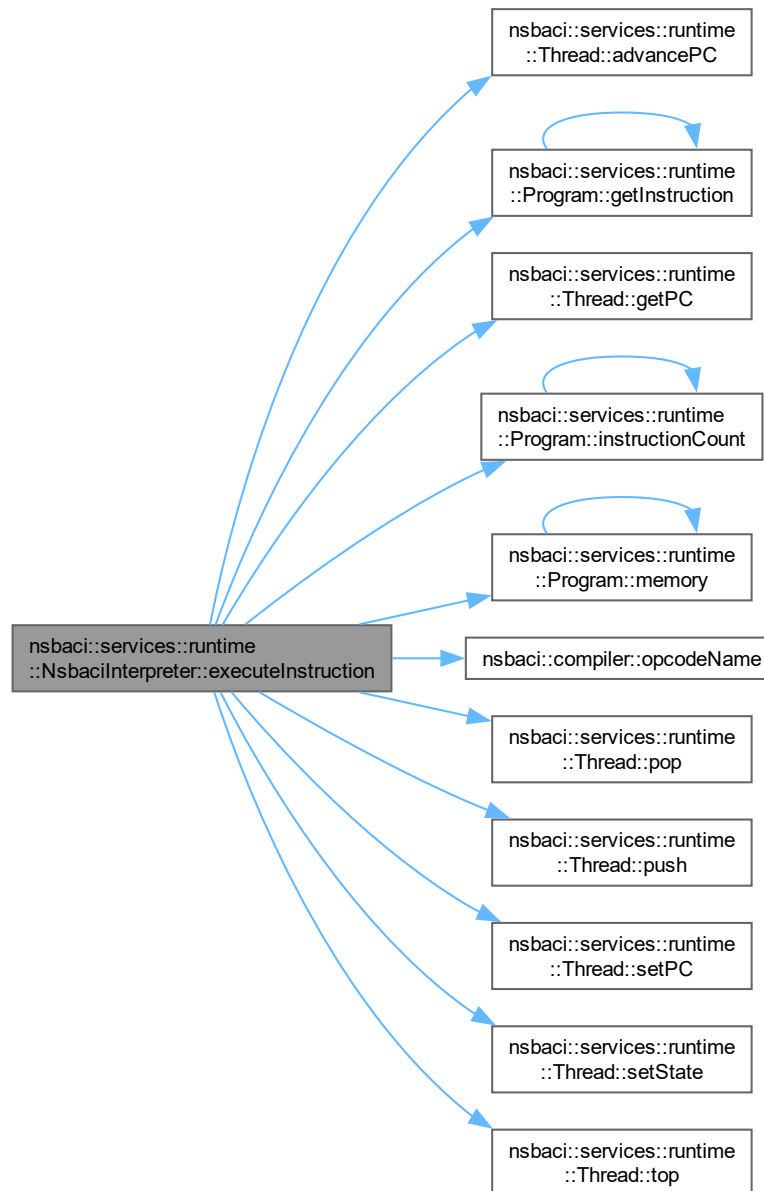 nsbaci::services::runtime
::Thread::advancePC
nsbaci::services::runtime
::Program::getInstruction
nsbaci::services::runtime
::Thread::getPC
nsbaci::services::runtime
::Program::instructionCount
nsbaci::services::runtime
::Program::memory
nsbaci::services::runtime
::NsbaciInterpreter::executeInstruction
nsbaci::compiler::opcodeName
nsbaci::services::runtime
::Thread::pop
nsbaci::services::runtime
::Thread::push
nsbaci::services::runtime
::Thread::setPC
nsbaci::services::runtime
::Thread::setState
nsbaci::services::runtime
::Thread::top